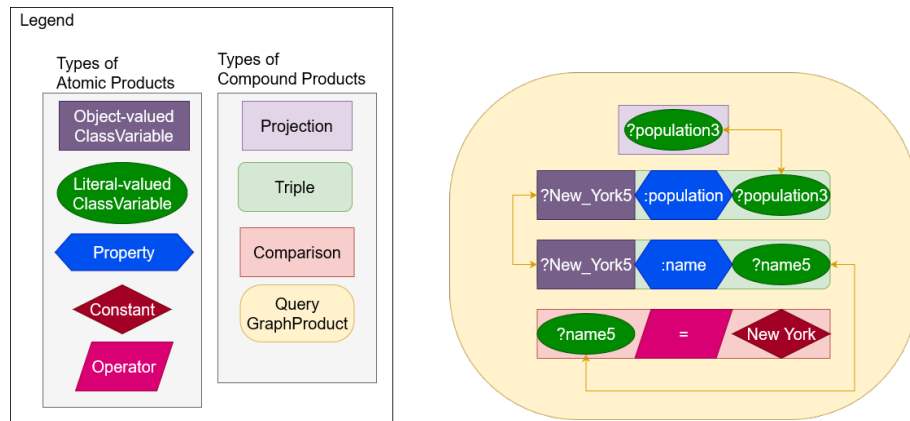 Legend
Types of
Atomic Products
Object-valued
ClassVariable
Literal-valued
ClassVariable
Property
Constant
Operator
Types of
Compound Products
Projection
Triple
Comparison
Query
GraphProduct
?population3
?New_York5 :population ?population3
?New_York5 :name ?name5
?name5 = New York